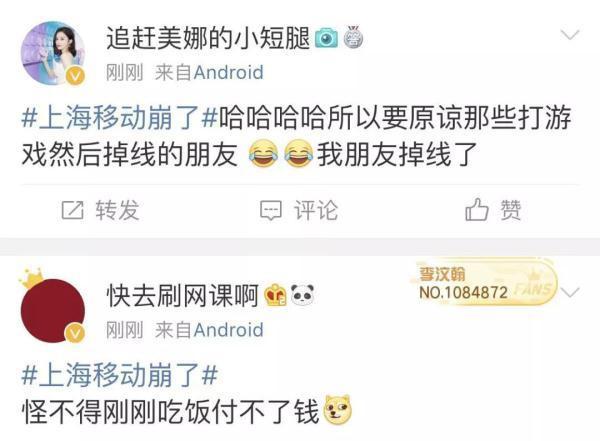 追赶美娜的小短腿
刚刚 来自Android
#上海移动崩了#哈哈哈哈所以要原谅那些打游
戏然后掉线的朋友😂😂我朋友掉线了
转发 评论 赞
李汶翰
NO.1084872 FANS
快去刷网课啊
刚刚 来自Android
#上海移动崩了#
怪不得刚刚吃饭付不了钱